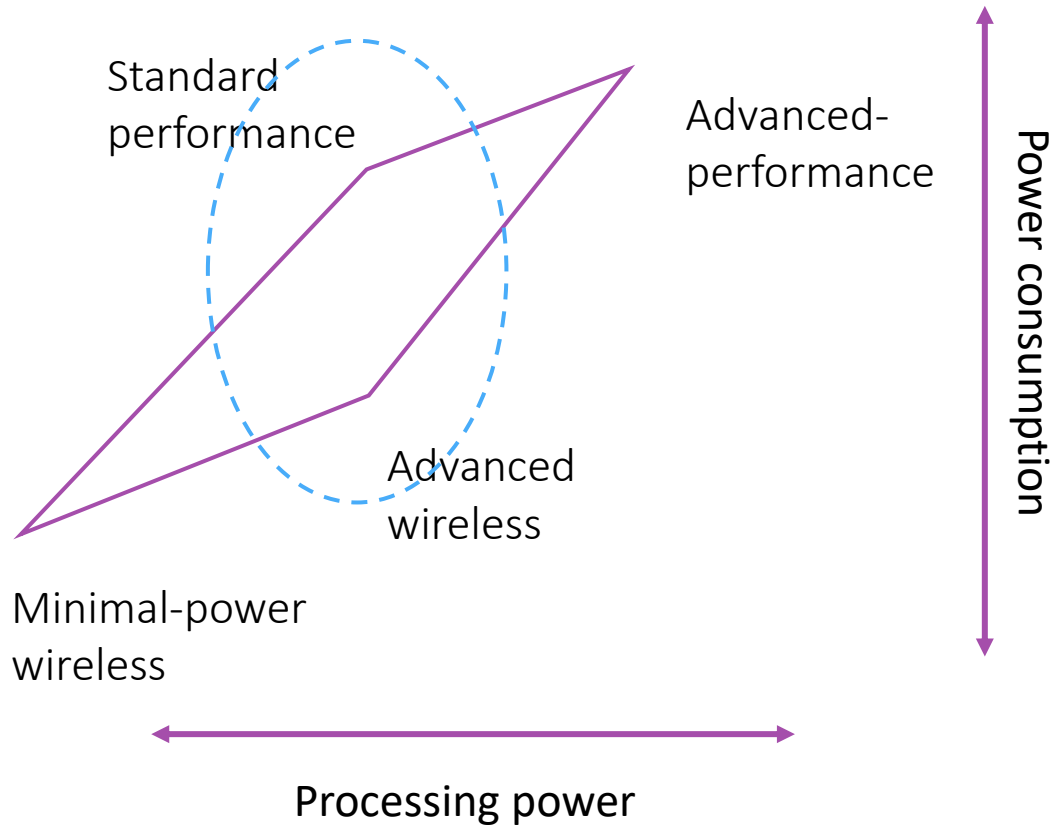 Standard
performance
Advanced-
performance
Power consumption
Advanced
wireless
Minimal-power
wireless
Processing power